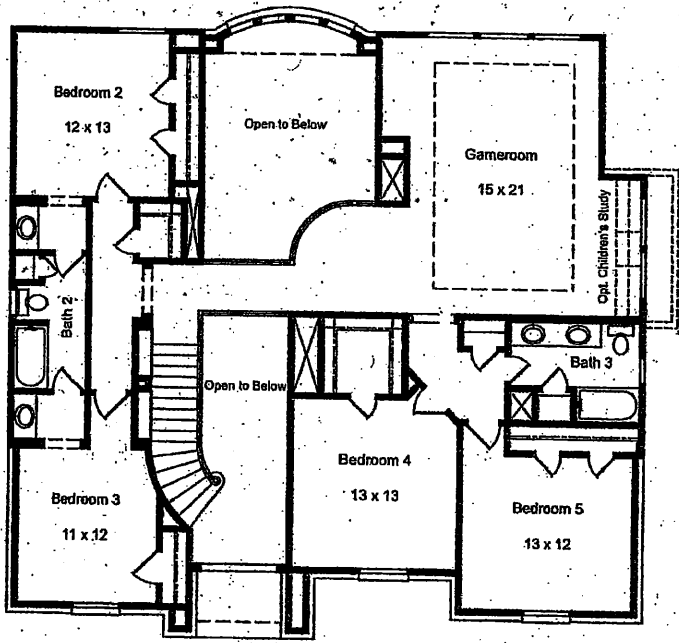 Bedroom 2
12 x 13
Open to Below
Gameroom
15 x 21
Opt. Children's Study
Bath 2
Open to Below
Bath 3
Bedroom 4
13 x 13
Bedroom 3
11 x 12
Bedroom 5
13 x 12